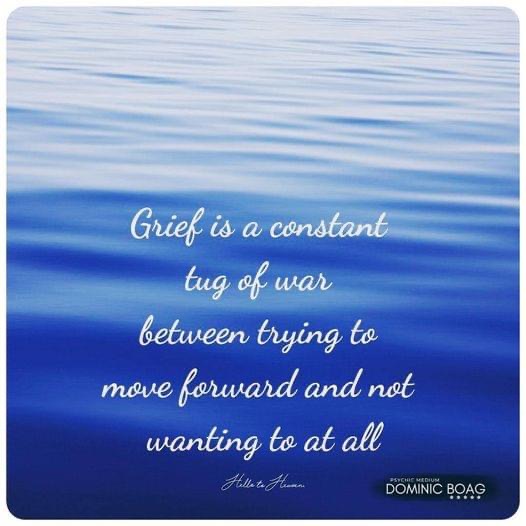 Grief is a constant
tug of war
between trying to
move forward and not
wanting to at all
Hello to Heaven
PSYCHIC MEDIUM
DOMINIC BOAG